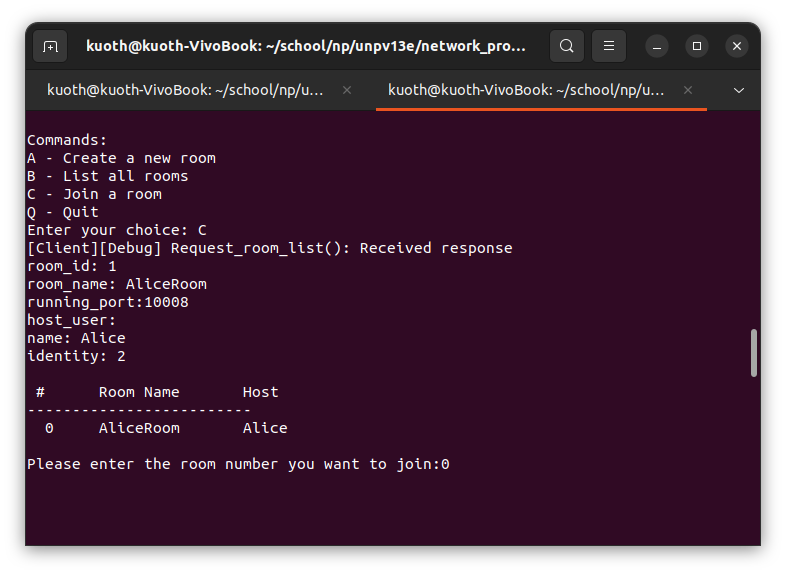 kuoth@kuoth-VivoBook: ~/school/np/unpv13e/network_pro...
kuoth@kuoth-VivoBook: ~/school/np/u...
kuoth@kuoth-VivoBook: ~/school/np/u...
Commands:
A - Create a new room
B - List all rooms
C - Join a room
Q - Quit
Enter your choice: C
[Client][Debug] Request_room_list(): Received response
room_id: 1
room_name: AliceRoom
running_port:10008
host_user:
name: Alice
identity: 2
#      Room Name       Host
-------------------------
0     AliceRoom       Alice
Please enter the room number you want to join:0